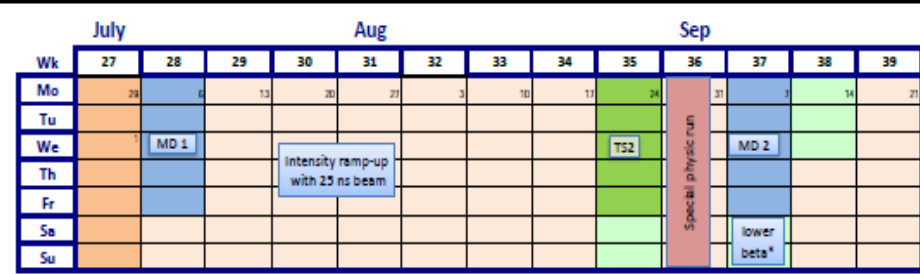 July Aug Sep
Wk 27 28 29 30 31 32 33 34 35 36 37 38 39
Mo 29 6 13 20 27 3 10 17 24 31 7 14 21
Tu
We 1 MD 1 TS2 MD 2
Intensity ramp-up
with 25 ns beam
Special physic run
Th
Fr
Sa lower
Su beta*